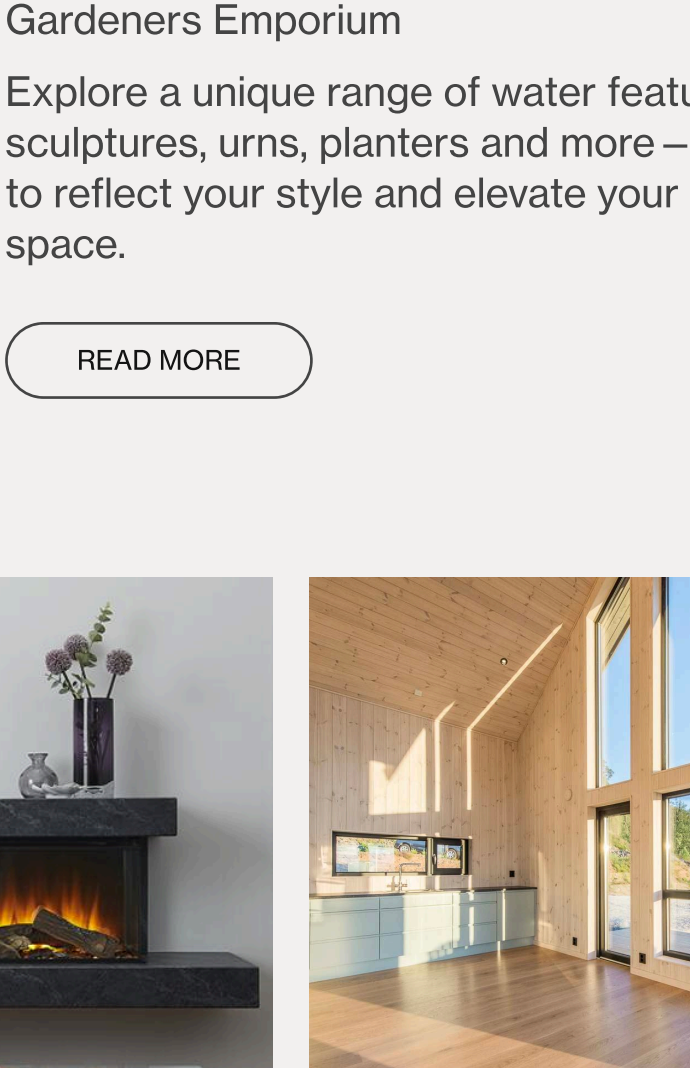 Gardeners Emporium
Explore a unique range of water featu
sculptures, urns, planters and more –
to reflect your style and elevate your
space.
READ MORE